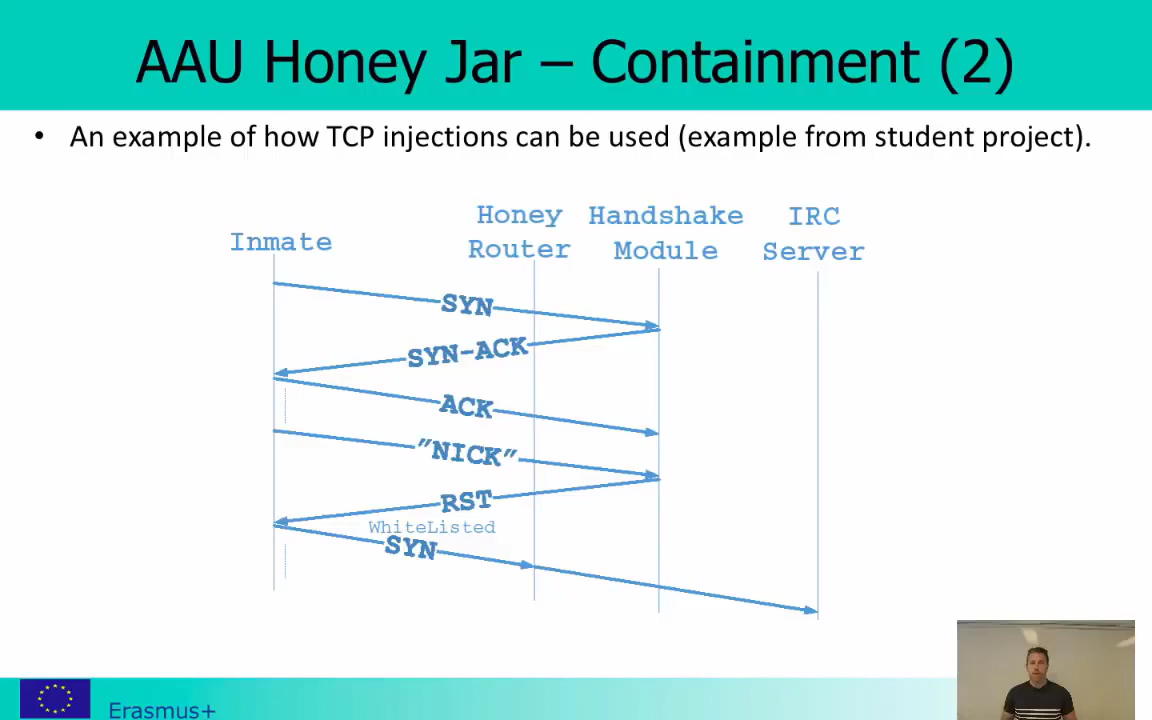 AAU Honey Jar – Containment (2)
• An example of how TCP injections can be used (example from student project).
Inmate
Honey Router
Handshake Module
IRC Server
SYN
SYN-ACK
ACK
"NICK"
RST
WhiteListed
SYN
Erasmus+